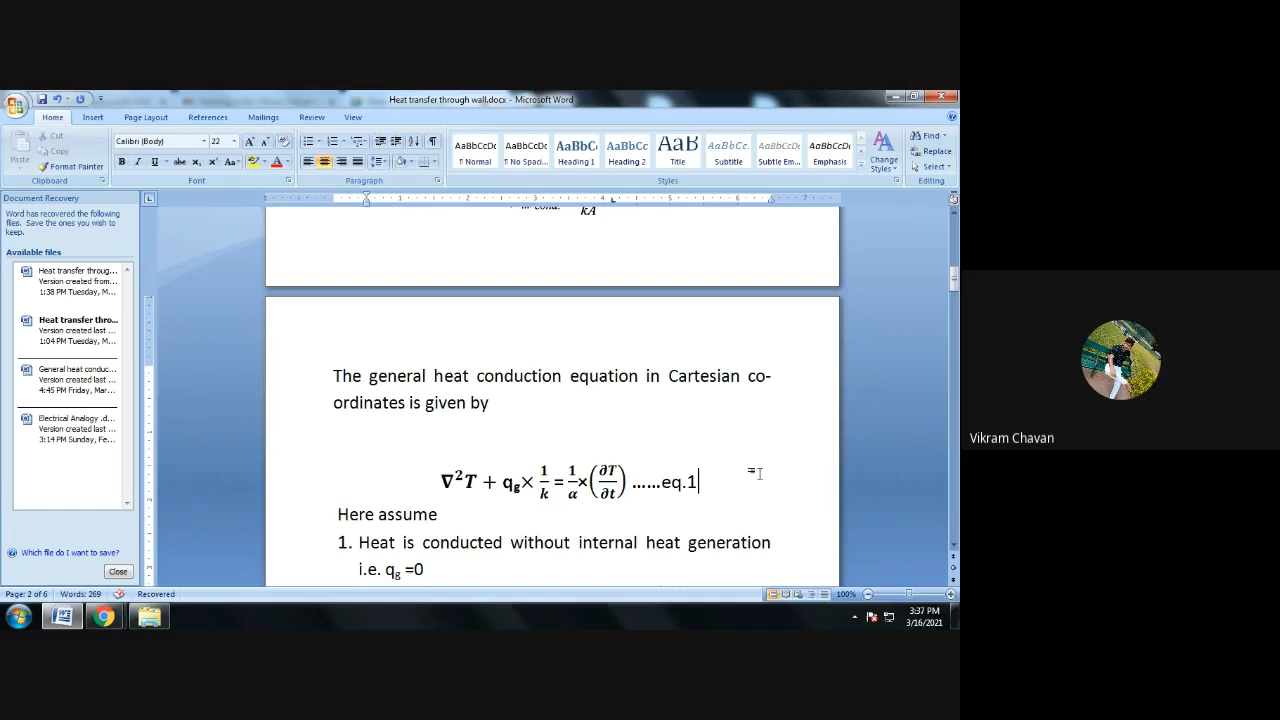 Heat transfer through wall.docx - Microsoft Word
Home Insert Page Layout References Mailings Review View
Cut
Copy
Format Painter
Paste
Clipboard
Calibri (Body) 22
Font
Paragraph
AaBbCcDc AaBbCcDc AaBbC AaBbCc AaB AaBbCc. AaBbCcDc AaBbCcDc
¶ Normal ¶ No Spaci... Heading 1 Heading 2 Title Subtitle Subtle Em... Emphasis
Change Styles
Styles
Find
Replace
Select
Editing
Document Recovery
Word has recovered the following
files. Save the ones you wish to
keep.
Available files
Heat transfer throug...
Version created from...
1:38 PM Tuesday, M...
Heat transfer thro...
Version created last ...
1:04 PM Tuesday, M...
General heat conduc...
Version created last ...
4:45 PM Friday, Mar...
Electrical Analogy .d...
Version created last ...
3:14 PM Sunday, Fe...
Which file do I want to save?
Close
kA
The general heat conduction equation in Cartesian co-
ordinates is given by
∇²T + qg× 1/k = 1/α×(∂T/∂t) ......eq.1
Here assume
1. Heat is conducted without internal heat generation
i.e. qg =0
Page: 2 of 6 Words: 269 Recovered 100%
3:37 PM
3/16/2021
Vikram Chavan